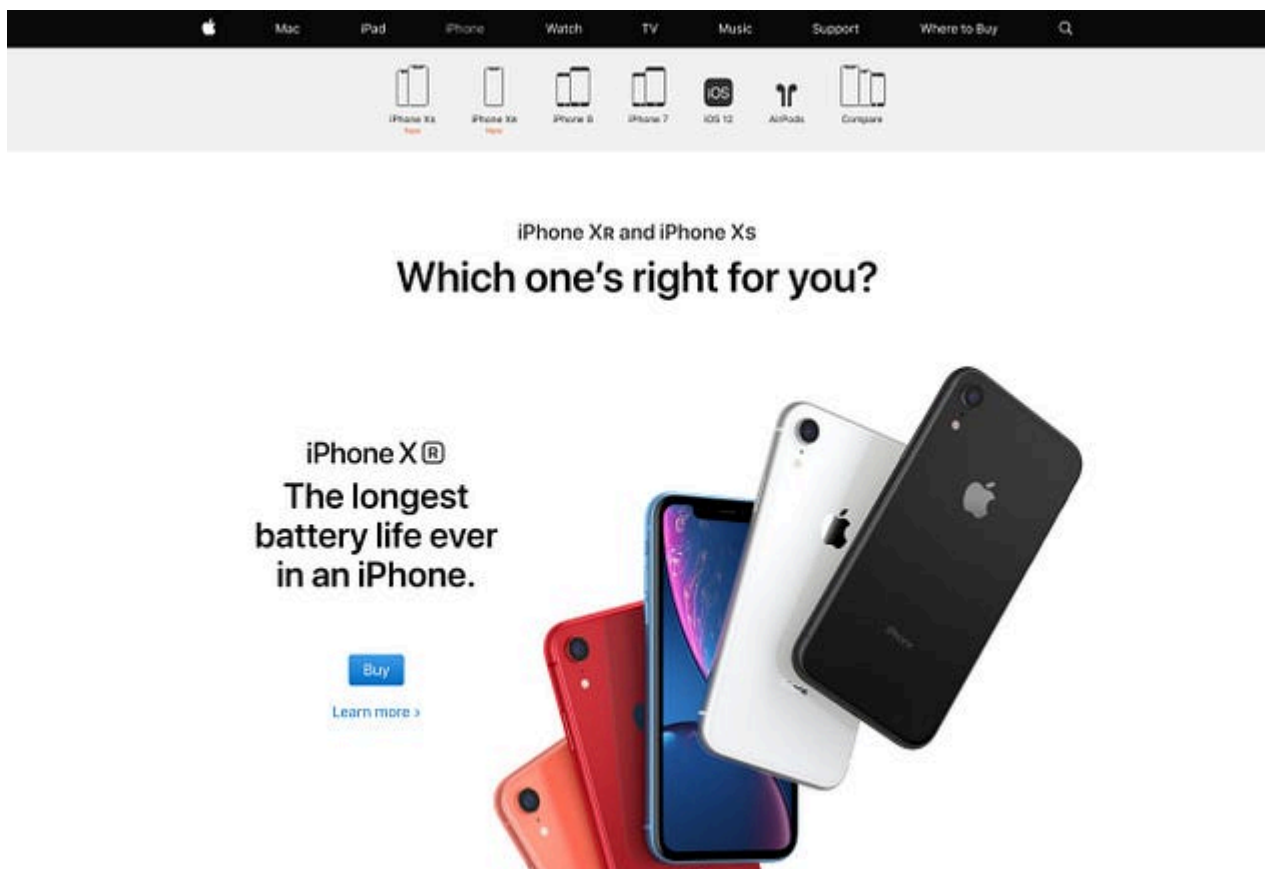 Mac iPad iPhone Watch TV Music Support Where to Buy
iOS
iPhone Xs iPhone XR iPhone 8 iPhone 7 iOS 12 AirPods Compare
New New
iPhone XR and iPhone Xs
Which one's right for you?
iPhone X R
The longest
battery life ever
in an iPhone.
Buy
Learn more >
iPhone